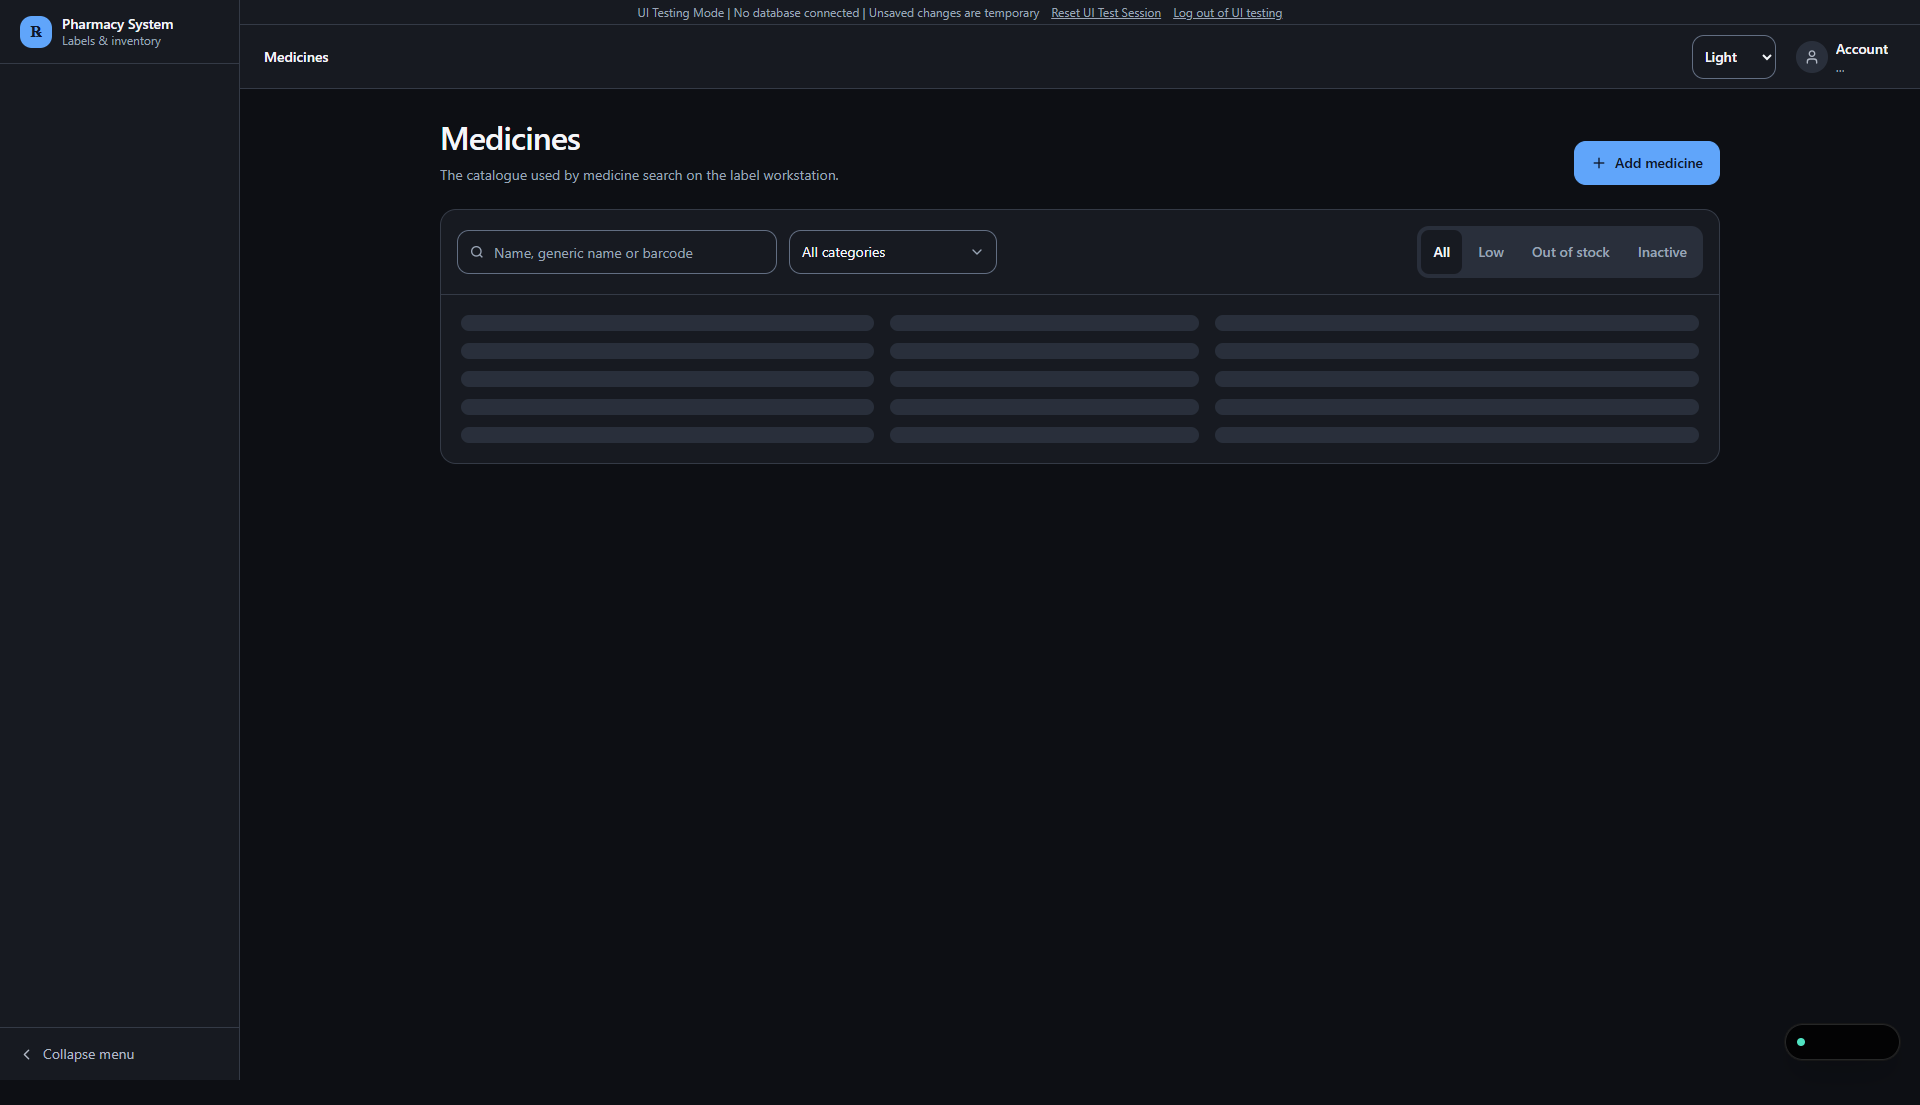 ℞
Pharmacy System
Labels & inventory
UI Testing Mode | No database connected | Unsaved changes are temporary Reset UI Test Session Log out of UI testing
Medicines
Light
Account
...
Medicines
The catalogue used by medicine search on the label workstation.
Add medicine
Name, generic name or barcode
All categories
All Low Out of stock Inactive
Collapse menu